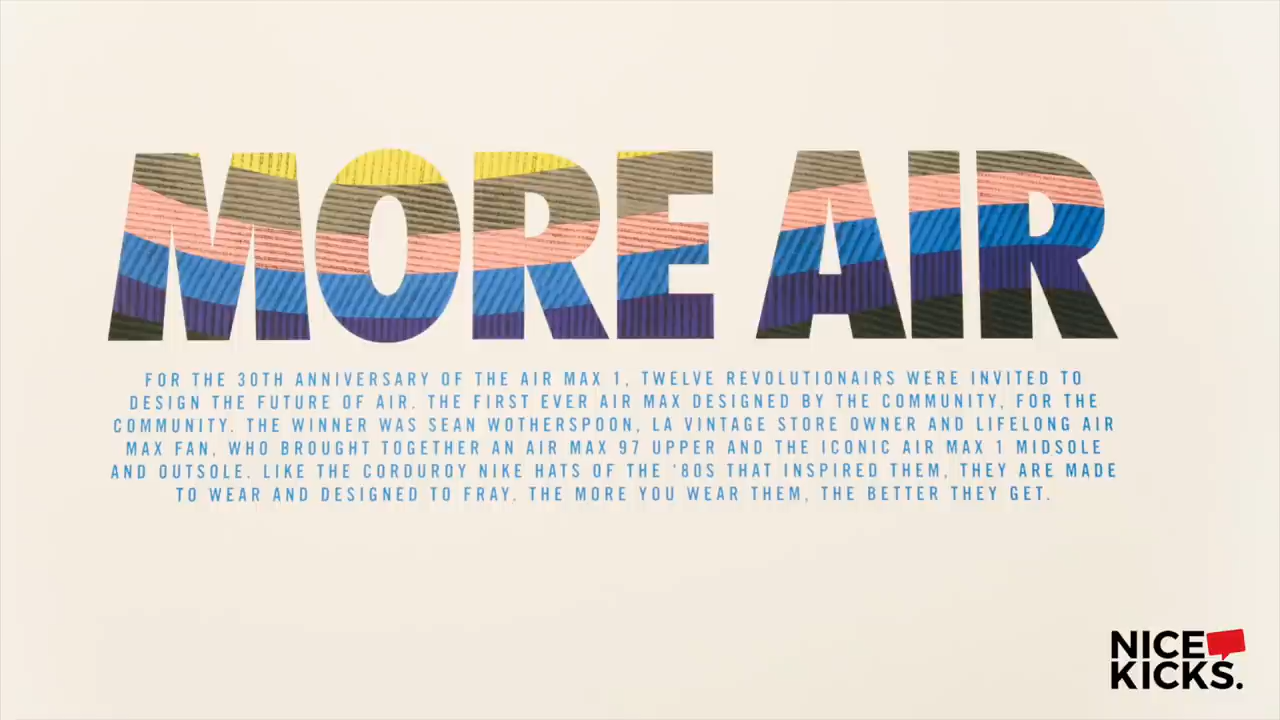 MORE AIR
FOR THE 30TH ANNIVERSARY OF THE AIR MAX 1, TWELVE REVOLUTIONAIRS WERE INVITED TO
DESIGN THE FUTURE OF AIR. THE FIRST EVER AIR MAX DESIGNED BY THE COMMUNITY, FOR THE
COMMUNITY. THE WINNER WAS SEAN WOTHERSPOON, LA VINTAGE STORE OWNER AND LIFELONG AIR
MAX FAN, WHO BROUGHT TOGETHER AN AIR MAX 97 UPPER AND THE ICONIC AIR MAX 1 MIDSOLE
AND OUTSOLE. LIKE THE CORDUROY NIKE HATS OF THE '80S THAT INSPIRED THEM, THEY ARE MADE
TO WEAR AND DESIGNED TO FRAY. THE MORE YOU WEAR THEM, THE BETTER THEY GET.
NICE
KICKS.